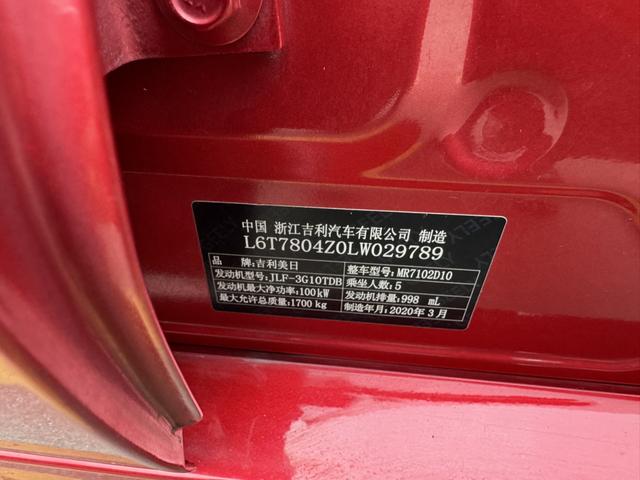 中国 浙江吉利汽车有限公司 制造
L6T7804Z0LW029789
品 牌:吉利美日 整车型号:MR7102D10
发动机型号:JLF-3G10TDB 乘坐人数:5
发动机最大净功率:100kW 发动机排量:998 mL
最大允许总质量:1700 kg 制造年月:2020年3月